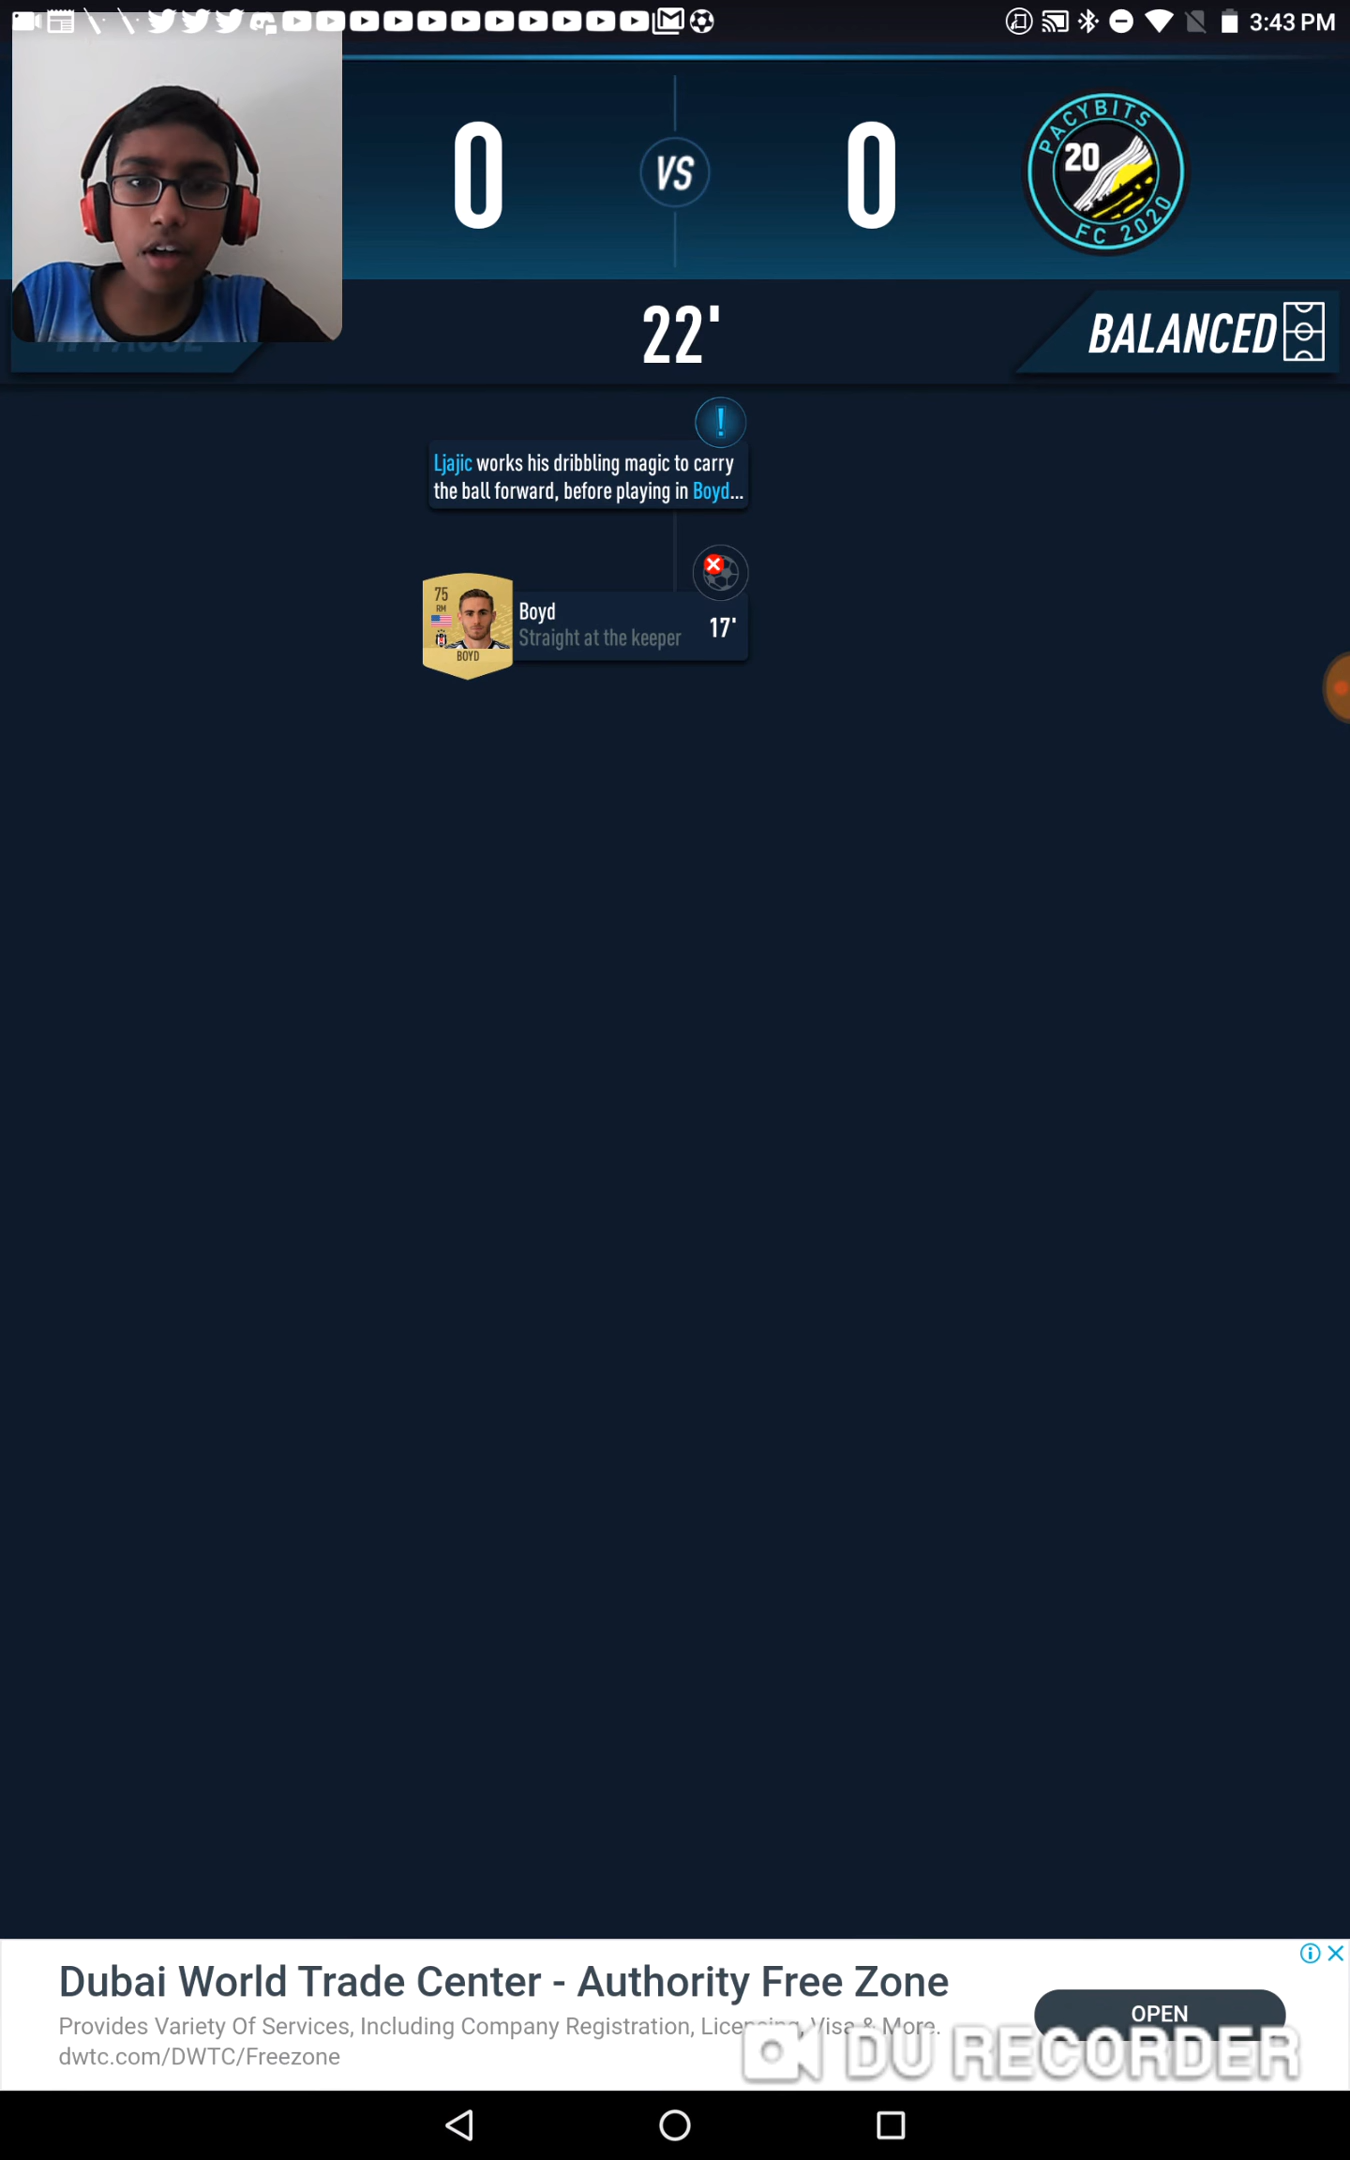 3:43 PM
0
VS
0
PACYBITS
20
FC 2020
22'
BALANCED
!
Ljajic works his dribbling magic to carry
the ball forward, before playing in Boyd...
75
RM
BOYD
Boyd
Straight at the keeper
17'
Dubai World Trade Center - Authority Free Zone
Provides Variety Of Services, Including Company Registration, Licensing, Visa & More.
dwtc.com/DWTC/Freezone
OPEN
DU RECORDER